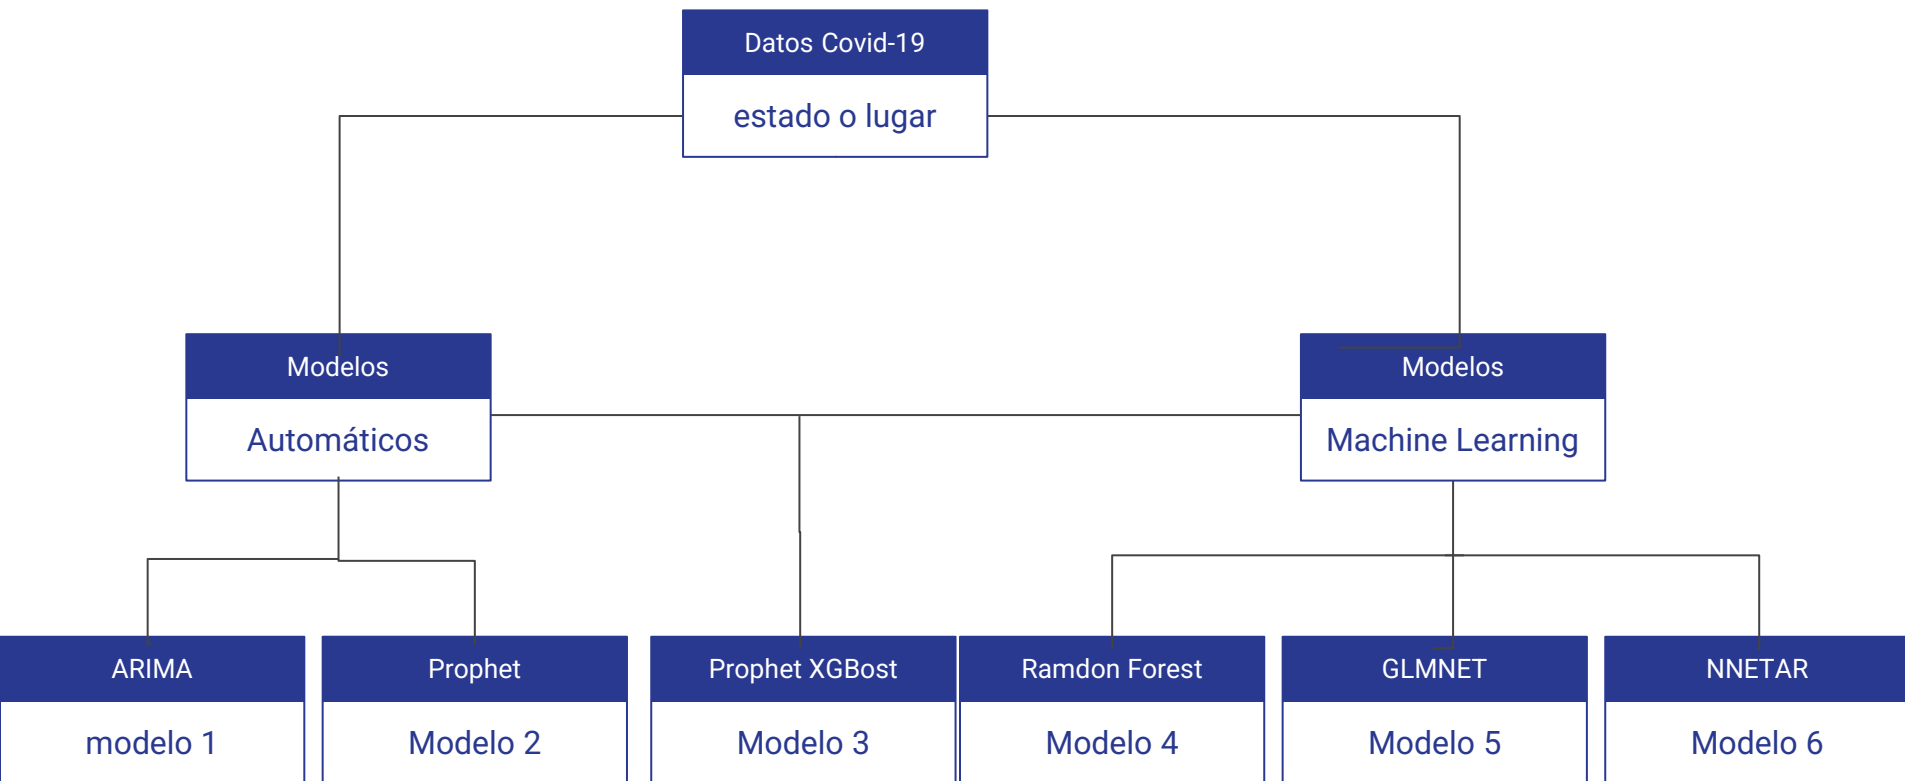 Datos Covid-19
estado o lugar
Modelos
Automáticos
Modelos
Machine Learning
ARIMA
modelo 1
Prophet
Modelo 2
Prophet XGBost
Modelo 3
Ramdon Forest
Modelo 4
GLMNET
Modelo 5
NNETAR
Modelo 6